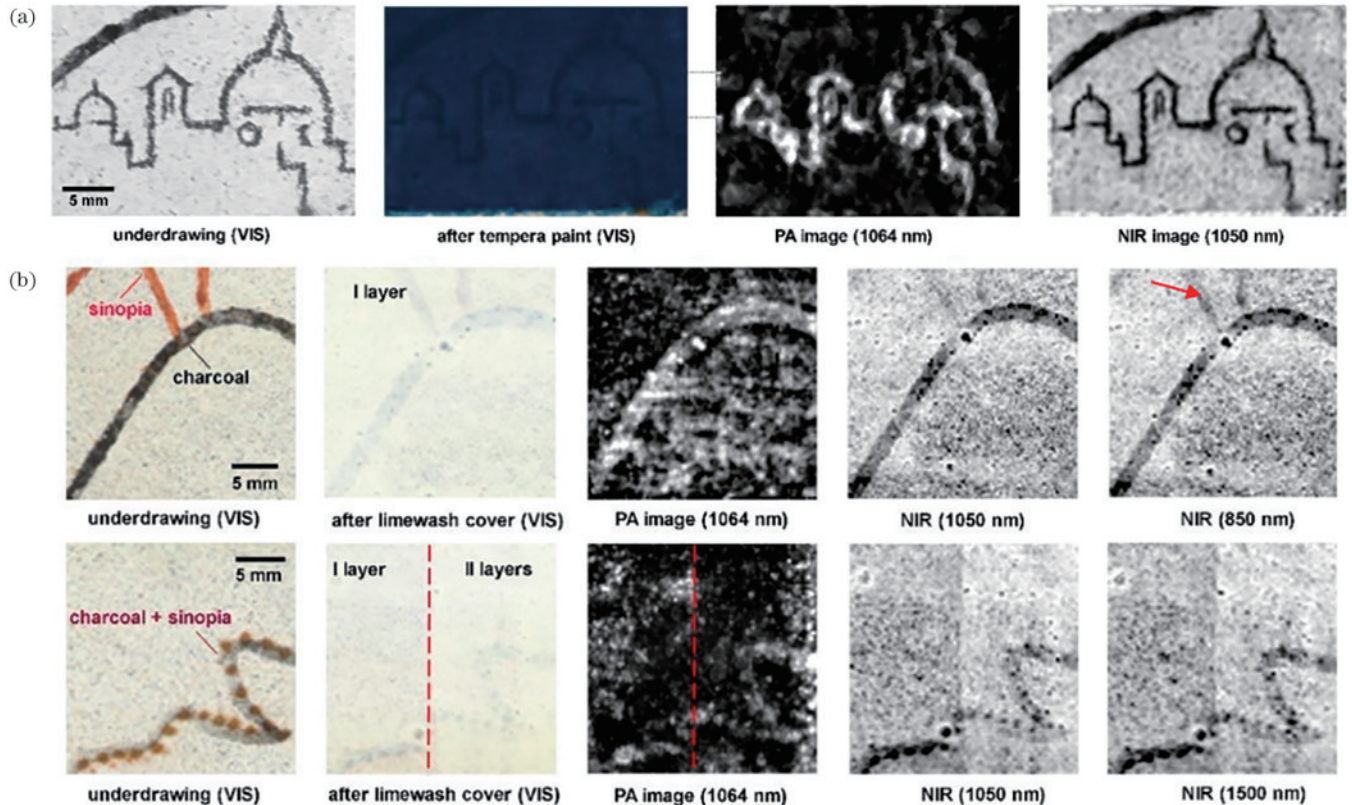 (a)
5 mm
underdrawing (VIS)
after tempera paint (VIS)
PA image (1064 nm)
NIR image (1050 nm)
(b)
sinopia
charcoal
5 mm
I layer
underdrawing (VIS)
after limewash cover (VIS)
PA image (1064 nm)
NIR (1050 nm)
NIR (850 nm)
5 mm
charcoal + sinopia
I layer
II layers
underdrawing (VIS)
after limewash cover (VIS)
PA image (1064 nm)
NIR (1050 nm)
NIR (1500 nm)